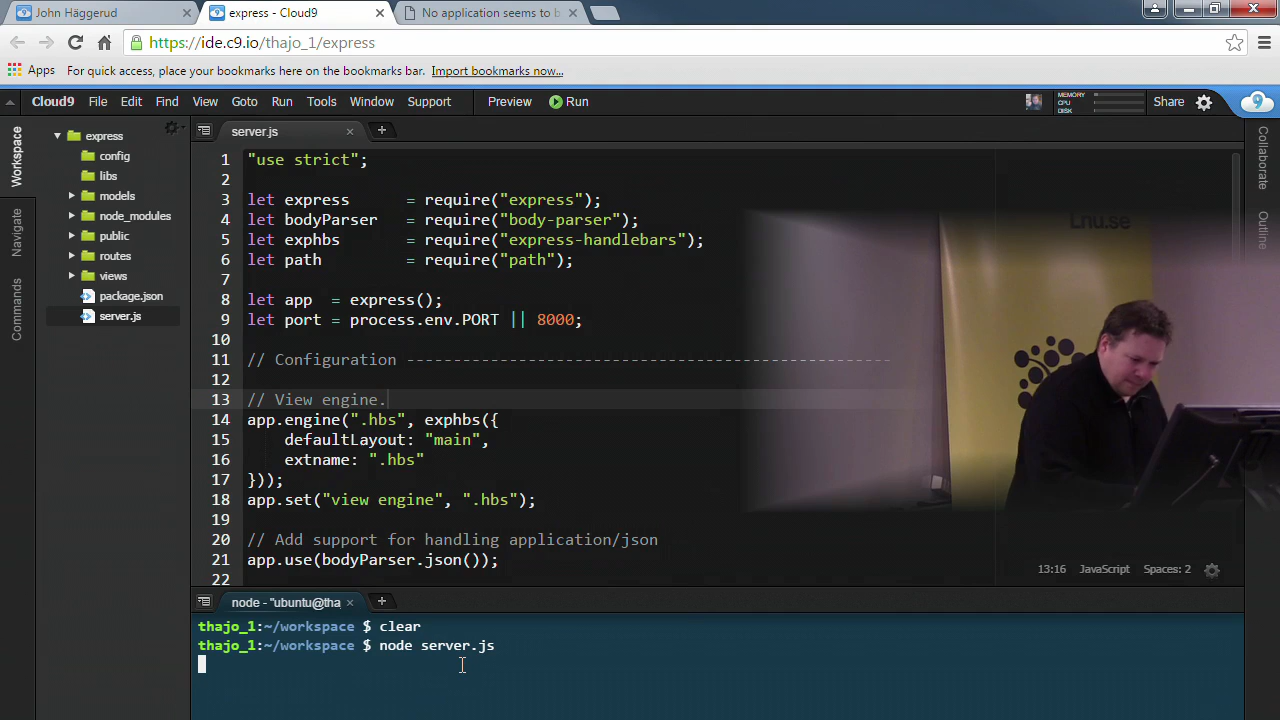 John Häggerud
express - Cloud9
No application seems to b
https://ide.c9.io/thajo_1/express
Apps
For quick access, place your bookmarks here on the bookmarks bar. Import bookmarks now...
Cloud9 File Edit Find View Goto Run Tools Window Support Preview Run
MEMORY
CPU
DISK
Share
9
Workspace
Navigate
Commands
express
config
libs
models
node_modules
public
routes
views
package.json
server.js
server.js
1 "use strict";
2
3 let express = require("express");
4 let bodyParser = require("body-parser");
5 let exphbs = require("express-handlebars");
6 let path = require("path");
7
8 let app = express();
9 let port = process.env.PORT || 8000;
10
11 // Configuration ---------------------------------------------------
12
13 // View engine.
14 app.engine(".hbs", exphbs({
15 defaultLayout: "main",
16 extname: ".hbs"
17 }));
18 app.set("view engine", ".hbs");
19
20 // Add support for handling application/json
21 app.use(bodyParser.json());
22
Lnu.se
13:16 JavaScript Spaces: 2
Collaborate
Outline
node - "ubuntu@tha
thajo_1:~/workspace $ clear
thajo_1:~/workspace $ node server.js